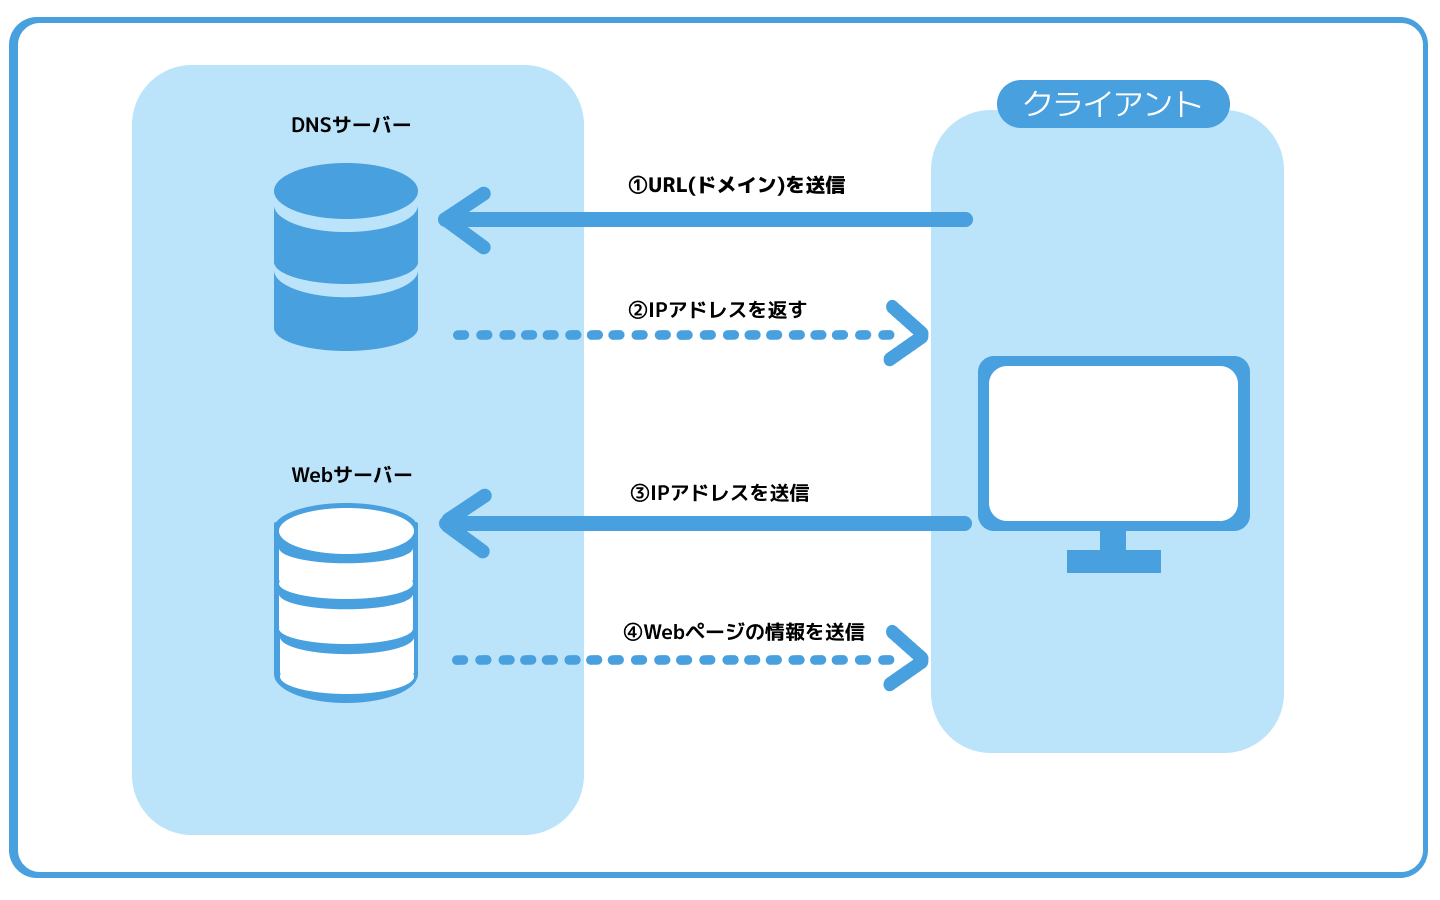 クライアント
DNSサーバー
①URL(ドメイン)を送信
②IPアドレスを返す
Webサーバー
③IPアドレスを送信
④Webページの情報を送信